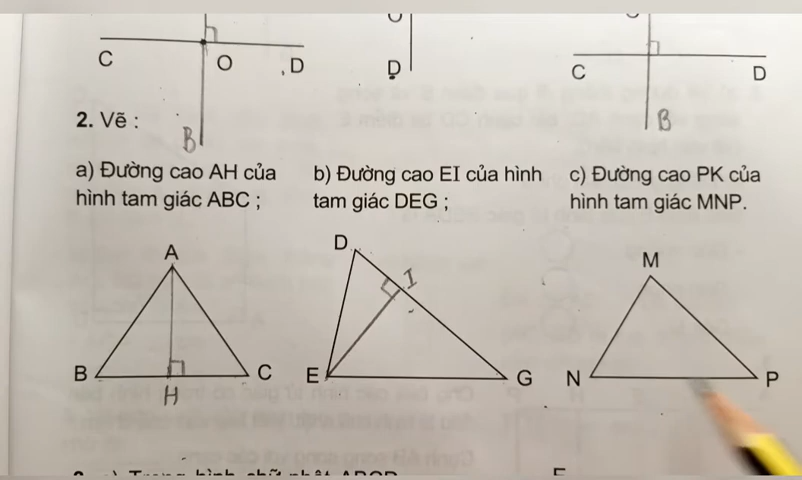 C O D
D
C D
B
B
2. Vẽ :
a) Đường cao AH của
hình tam giác ABC ;
b) Đường cao EI của hình
tam giác DEG ;
c) Đường cao PK của
hình tam giác MNP.
A
B C
H
D
I
E G
M
N P